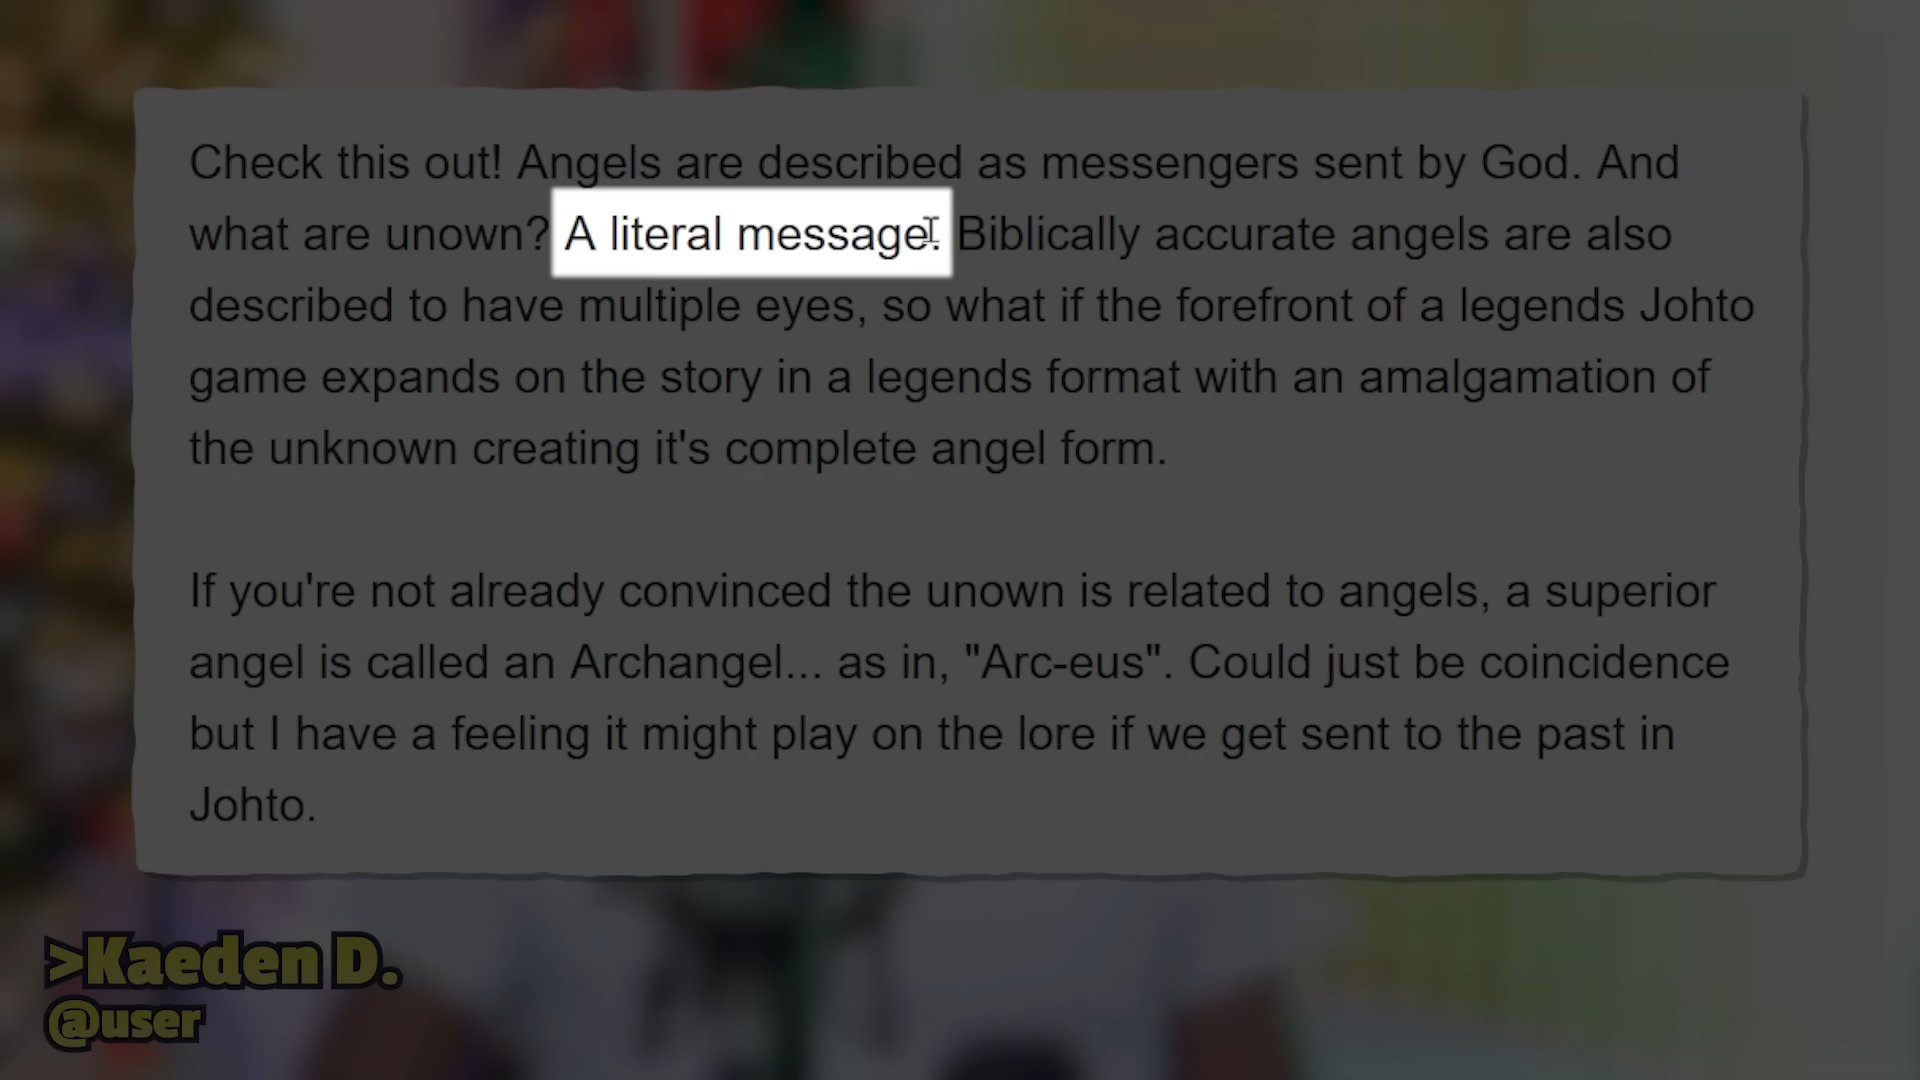 Check this out! Angels are described as messengers sent by God. And
what are unown? A literal message. Biblically accurate angels are also
described to have multiple eyes, so what if the forefront of a legends Johto
game expands on the story in a legends format with an amalgamation of
the unknown creating it's complete angel form.
If you're not already convinced the unown is related to angels, a superior
angel is called an Archangel... as in, "Arc-eus". Could just be coincidence
but I have a feeling it might play on the lore if we get sent to the past in
Johto.
>Kaeden D.
@user